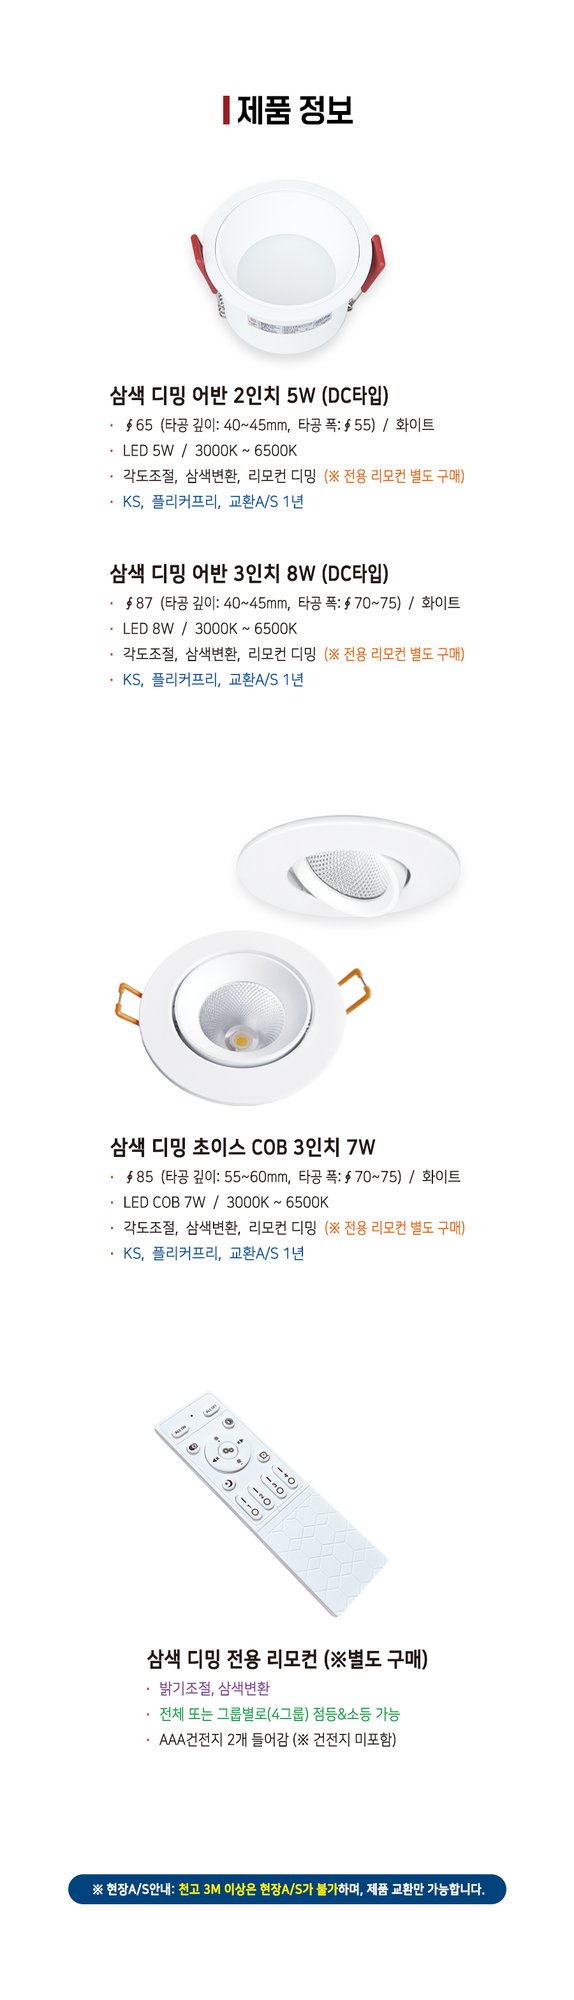 제품 정보
삼색 디밍 어반 2인치 5W (DC타입)
· ∮65 (타공 깊이: 40~45mm, 타공 폭:∮55) / 화이트
· LED 5W / 3000K ~ 6500K
· 각도조절, 삼색변환, 리모컨 디밍 (※ 전용 리모컨 별도 구매)
· KS, 플리커프리, 교환A/S 1년
삼색 디밍 어반 3인치 8W (DC타입)
· ∮87 (타공 깊이: 40~45mm, 타공 폭:∮70~75) / 화이트
· LED 8W / 3000K ~ 6500K
· 각도조절, 삼색변환, 리모컨 디밍 (※ 전용 리모컨 별도 구매)
· KS, 플리커프리, 교환A/S 1년
삼색 디밍 초이스 COB 3인치 7W
· ∮85 (타공 깊이: 55~60mm, 타공 폭:∮70~75) / 화이트
· LED COB 7W / 3000K ~ 6500K
· 각도조절, 삼색변환, 리모컨 디밍 (※ 전용 리모컨 별도 구매)
· KS, 플리커프리, 교환A/S 1년
ALL ON
ALL OFF
1
2
3
4
삼색 디밍 전용 리모컨 (※별도 구매)
· 밝기조절, 삼색변환
· 전체 또는 그룹별로(4그룹) 점등&소등 가능
· AAA건전지 2개 들어감 (※ 건전지 미포함)
※ 현장A/S안내: 천고 3M 이상은 현장A/S가 불가하며, 제품 교환만 가능합니다.